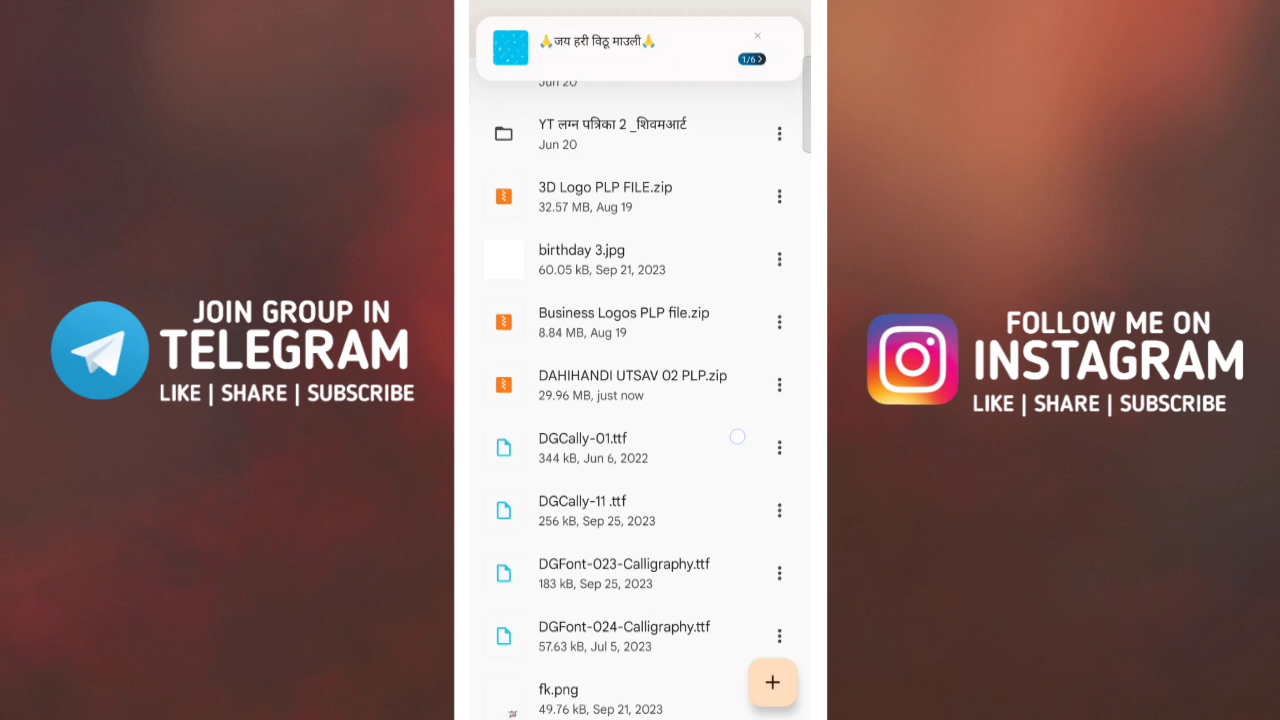 🙏जय हरी विठू माउली🙏
1/6
Jun 20
YT लग्न पत्रिका 2 _शिवमआर्ट
Jun 20
3D Logo PLP FILE.zip
32.57 MB, Aug 19
birthday 3.jpg
60.05 kB, Sep 21, 2023
Business Logos PLP file.zip
8.84 MB, Aug 19
DAHIHANDI UTSAV 02 PLP.zip
29.96 MB, just now
DGCally-01.ttf
344 kB, Jun 6, 2022
DGCally-11 .ttf
256 kB, Sep 25, 2023
DGFont-023-Calligraphy.ttf
183 kB, Sep 25, 2023
DGFont-024-Calligraphy.ttf
57.63 kB, Jul 5, 2023
fk.png
49.76 kB, Sep 21, 2023
JOIN GROUP IN
TELEGRAM
LIKE | SHARE | SUBSCRIBE
FOLLOW ME ON
INSTAGRAM
LIKE | SHARE | SUBSCRIBE